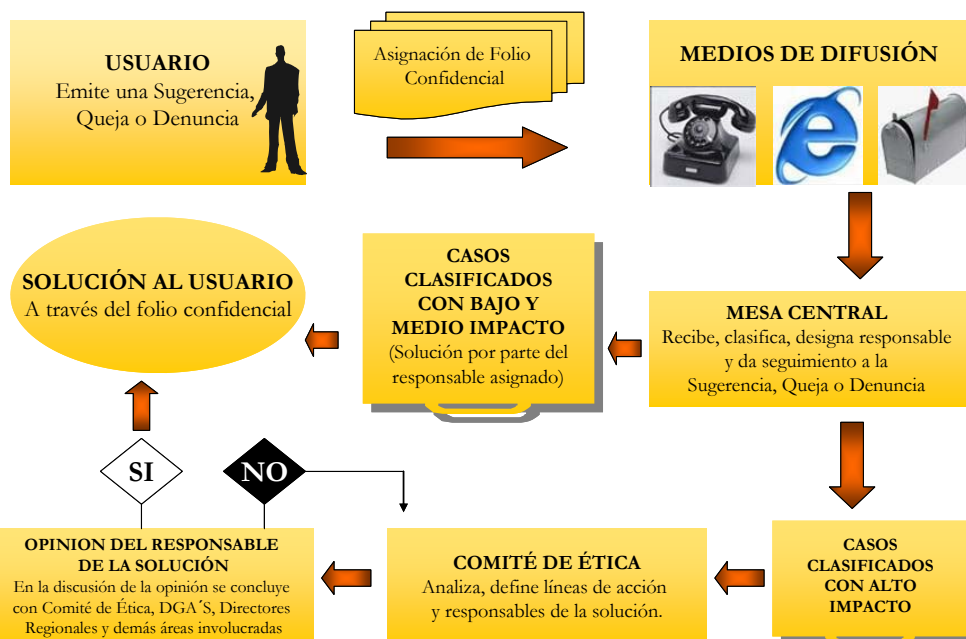 USUARIO
Emite una Sugerencia,
Queja o Denuncia
Asignación de Folio
Confidencial
MEDIOS DE DIFUSIÓN
MESA CENTRAL
Recibe, clasifica, designa responsable
y da seguimiento a la
Sugerencia, Queja o Denuncia
CASOS
CLASIFICADOS
CON BAJO Y
MEDIO IMPACTO
(Solución por parte del
responsable asignado)
SOLUCIÓN AL USUARIO
A través del folio confidencial
CASOS
CLASIFICADOS
CON ALTO
IMPACTO
COMITÉ DE ÉTICA
Analiza, define líneas de acción
y responsables de la solución.
OPINION DEL RESPONSABLE
DE LA SOLUCIÓN
En la discusión de la opinión se concluye
con Comité de Ética, DGA´S, Directores
Regionales y demás áreas involucradas
SI
NO